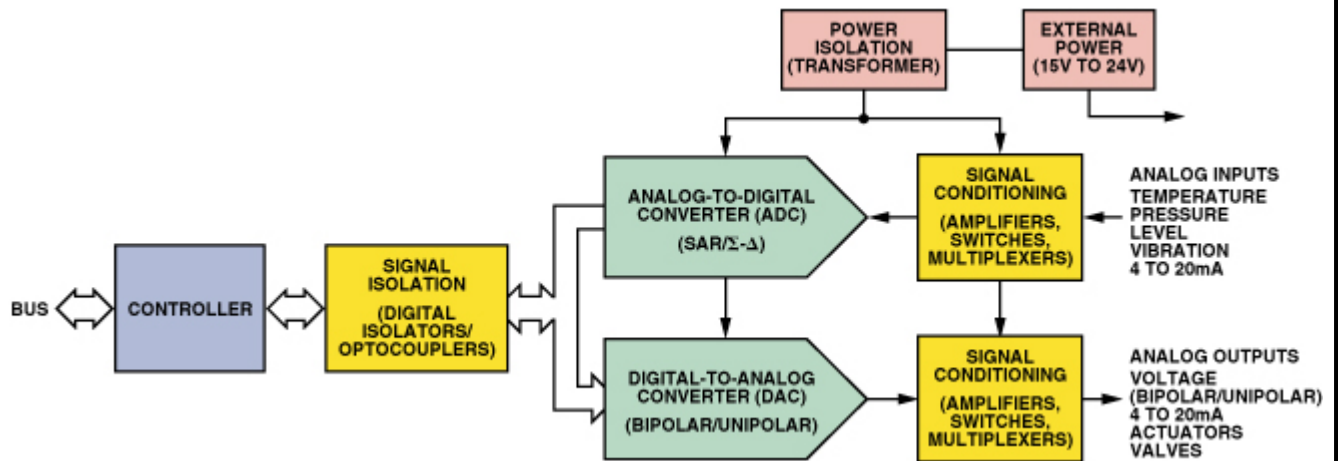 POWER
ISOLATION
(TRANSFORMER)
EXTERNAL
POWER
(15V TO 24V)
ANALOG-TO-DIGITAL
CONVERTER (ADC)
(SAR/Σ-Δ)
SIGNAL
CONDITIONING
(AMPLIFIERS,
SWITCHES,
MULTIPLEXERS)
ANALOG INPUTS
TEMPERATURE
PRESSURE
LEVEL
VIBRATION
4 TO 20mA
BUS
CONTROLLER
SIGNAL
ISOLATION
(DIGITAL
ISOLATORS/
OPTOCOUPLERS)
DIGITAL-TO-ANALOG
CONVERTER (DAC)
(BIPOLAR/UNIPOLAR)
SIGNAL
CONDITIONING
(AMPLIFIERS,
SWITCHES,
MULTIPLEXERS)
ANALOG OUTPUTS
VOLTAGE
(BIPOLAR/UNIPOLAR)
4 TO 20mA
ACTUATORS
VALVES